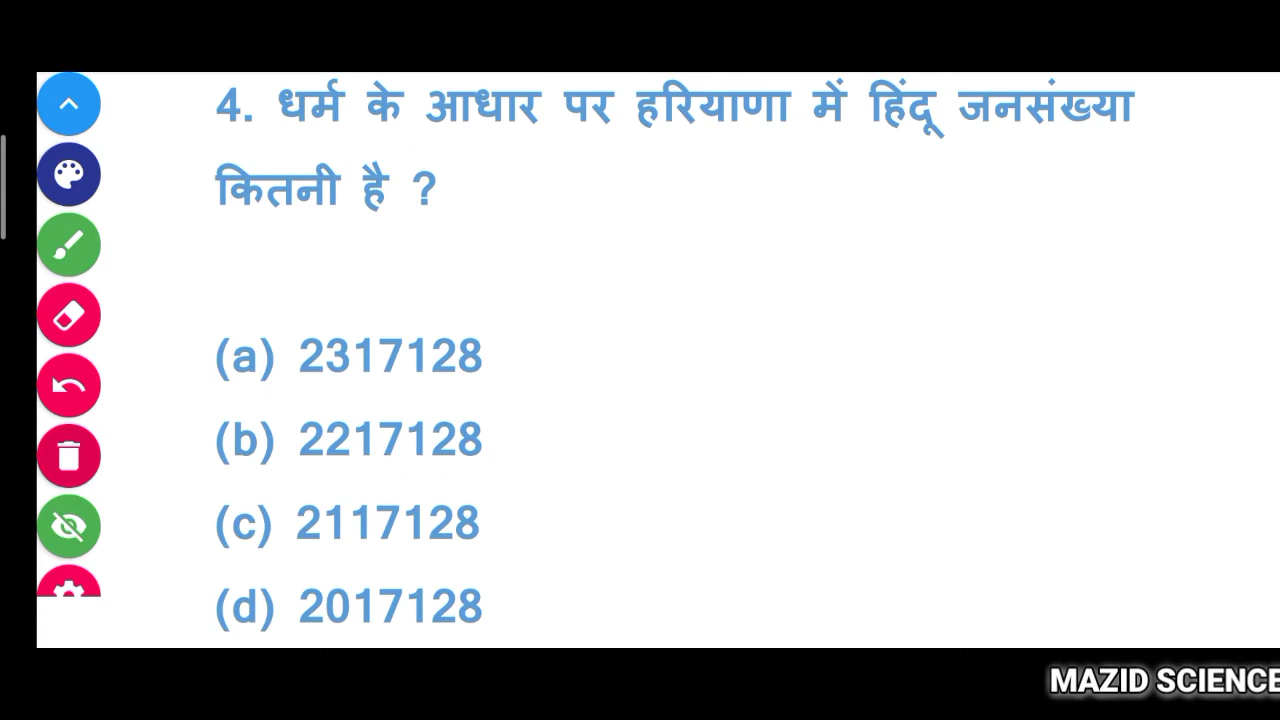 4. धर्म के आधार पर हरियाणा में हिंदू जनसंख्या
कितनी है ?
(a) 2317128
(b) 2217128
(c) 2117128
(d) 2017128
MAZID SCIENCE